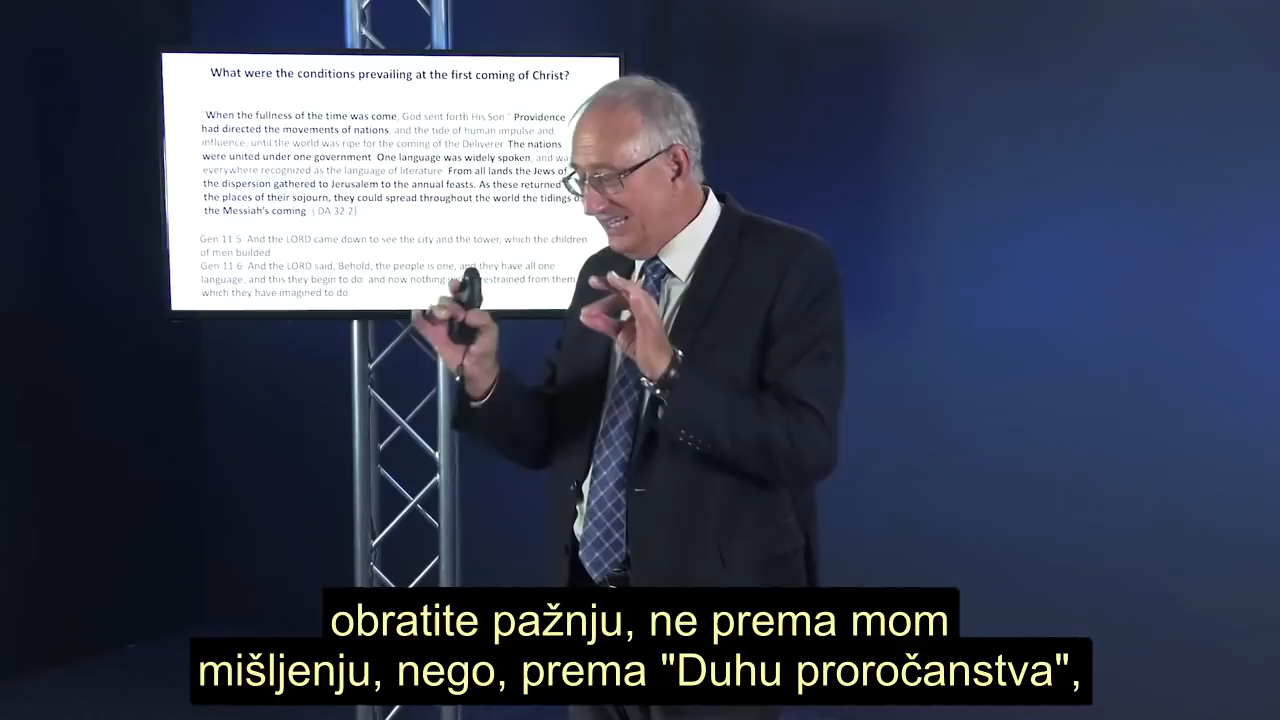 What were the conditions prevailing at the first coming of Christ?
"When the fullness of the time was come, God sent forth His Son." Providence
had directed the movements of nations, and the tide of human impulse and
influence, until the world was ripe for the coming of the Deliverer. The nations
were united under one government. One language was widely spoken, and was
everywhere recognized as the language of literature. From all lands the Jews of
the dispersion gathered to Jerusalem to the annual feasts. As these returned
the places of their sojourn, they could spread throughout the world the tidings
the Messiah's coming. {DA 32.2}
Gen 11:5 And the LORD came down to see the city and the tower, which the children
of men builded.
Gen 11:6 And the LORD said, Behold, the people is one, and they have all one
language, and this they begin to do: and now nothing restrained from them,
which they have imagined to do.
obratite pažnju, ne prema mom
mišljenju, nego, prema "Duhu proročanstva",